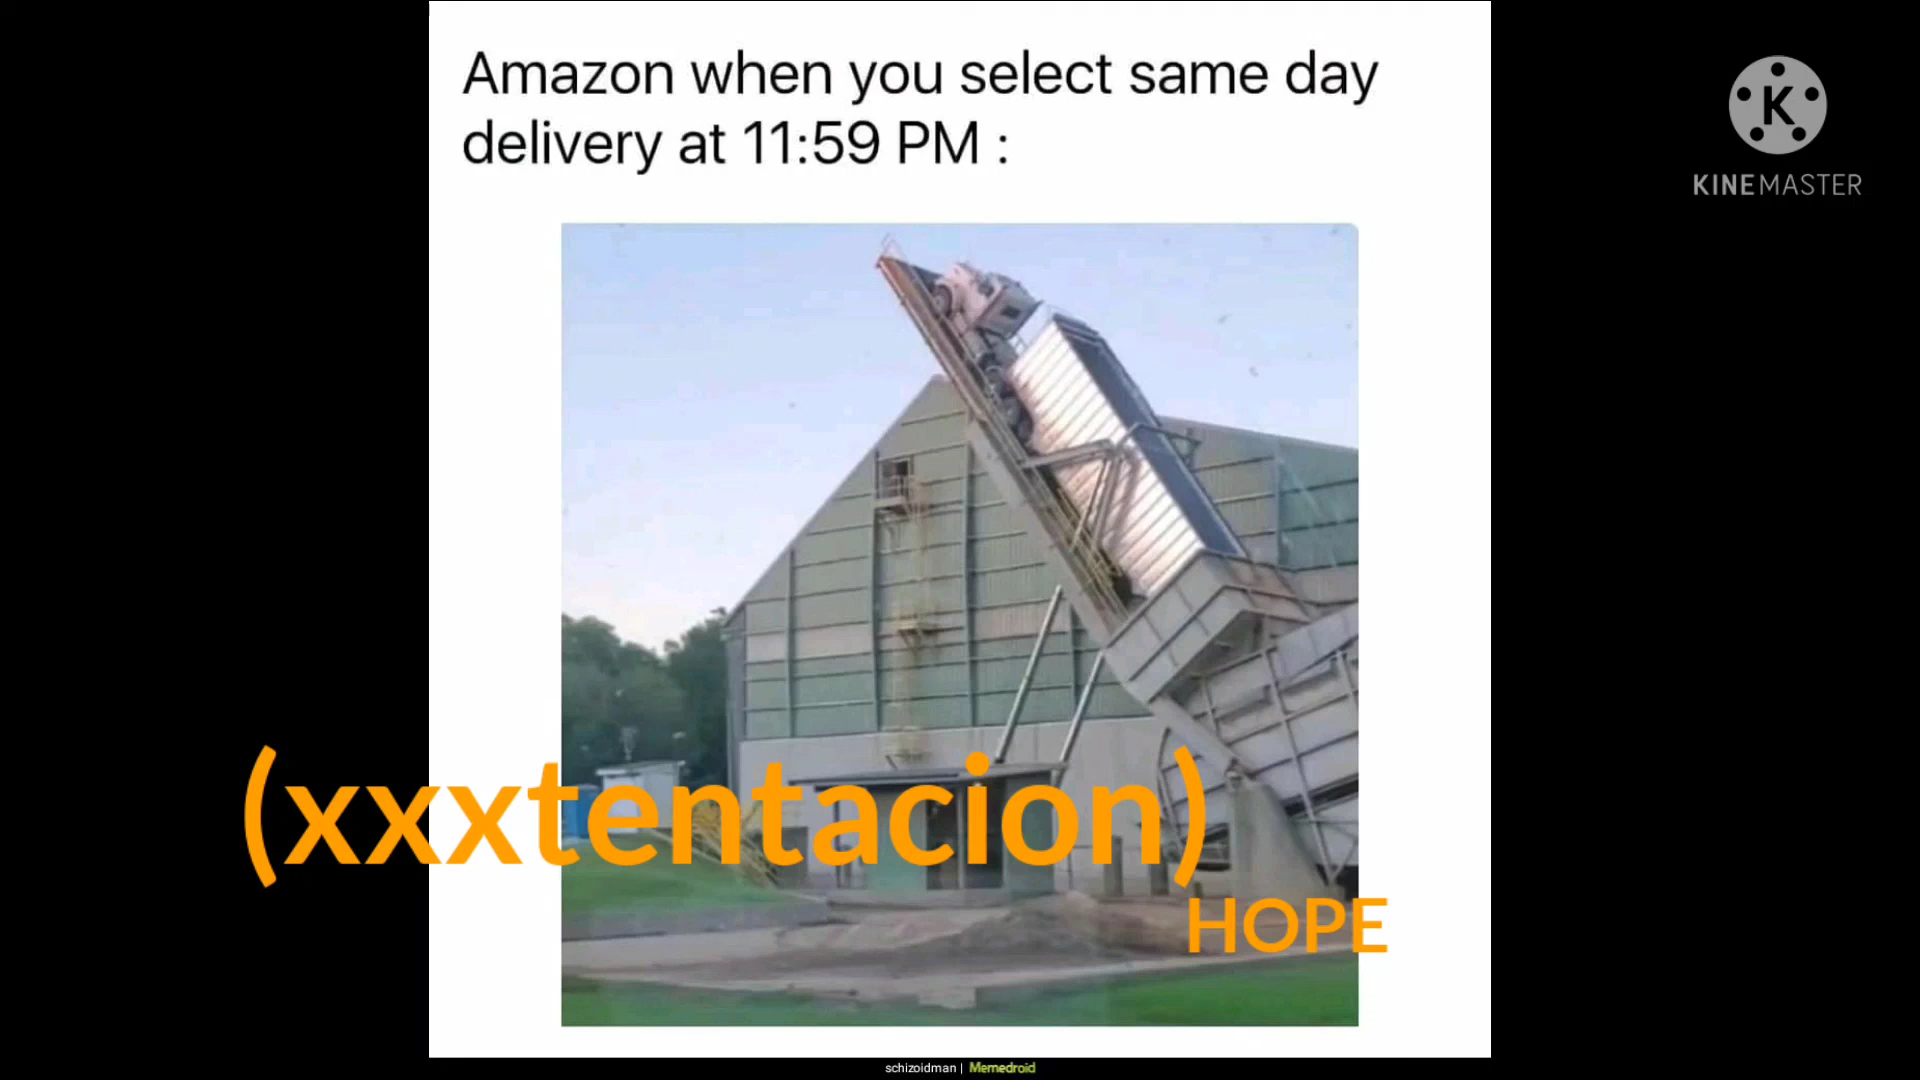 Amazon when you select same day
delivery at 11:59 PM :
K
KINEMASTER
(xxxtentacion)
HOPE
schizoidman | Memedroid